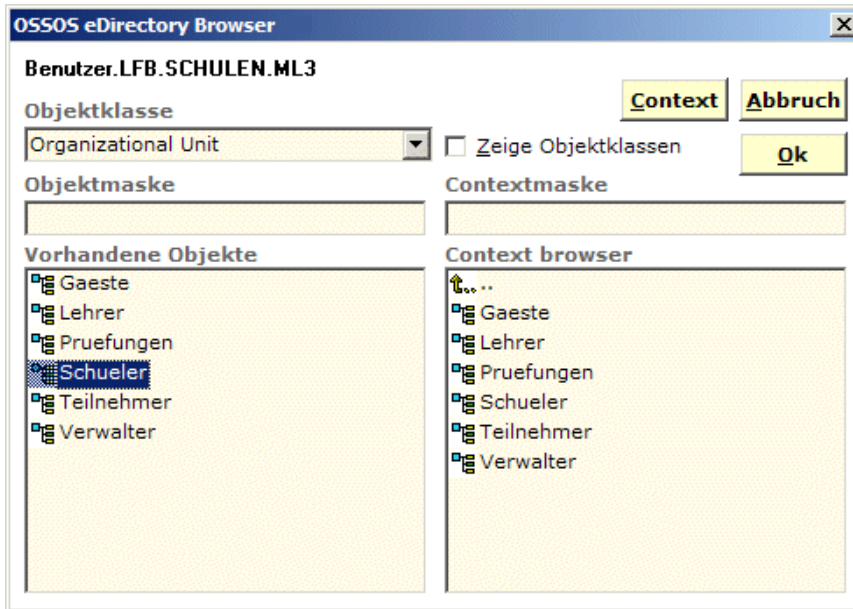 OSSOS eDirectory Browser
Benutzer.LFB.SCHULEN.ML3
Context
Abbruch
Objektklasse
Organizational Unit
Zeige Objektklassen
Ok
Objektmaske
Contextmaske
Vorhandene Objekte
Gaeste
Lehrer
Pruefungen
Schueler
Teilnehmer
Verwalter
Context browser
..
Gaeste
Lehrer
Pruefungen
Schueler
Teilnehmer
Verwalter